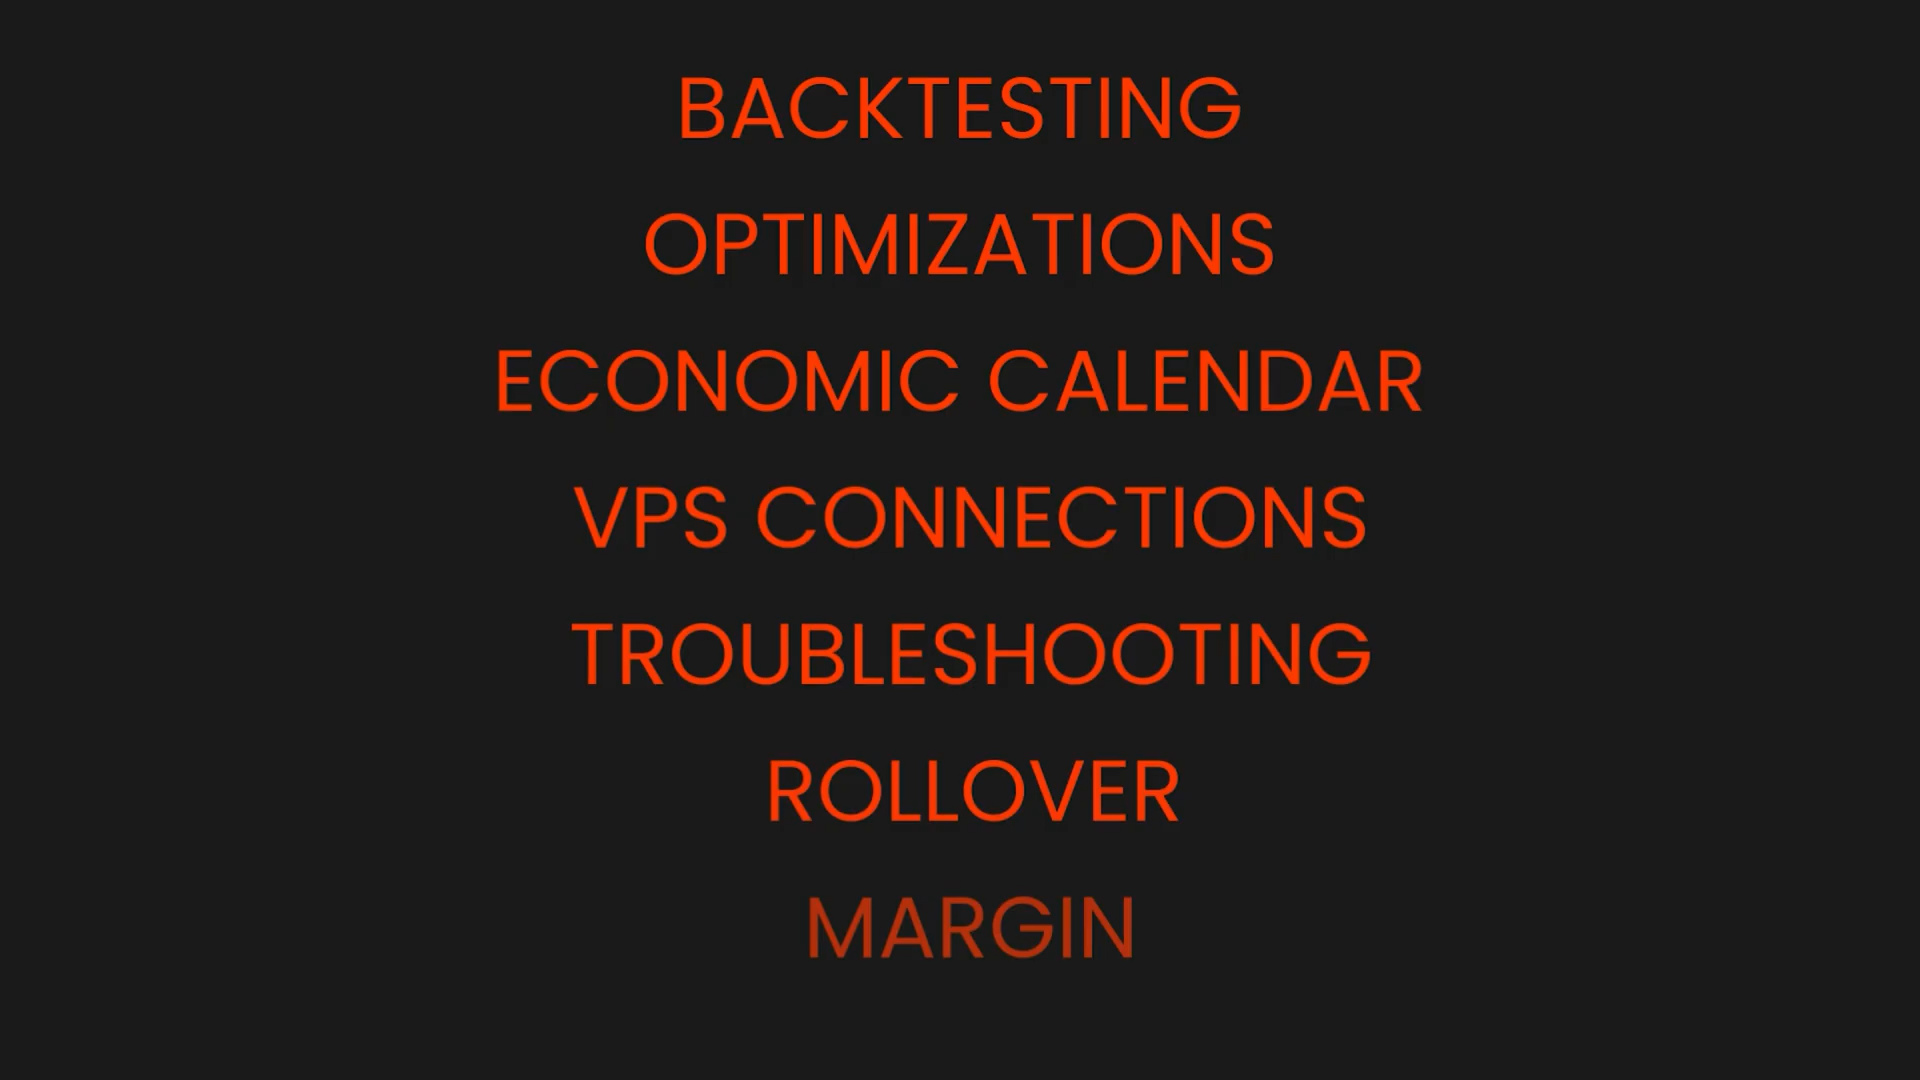 BACKTESTING
OPTIMIZATIONS
ECONOMIC CALENDAR
VPS CONNECTIONS
TROUBLESHOOTING
ROLLOVER
MARGIN